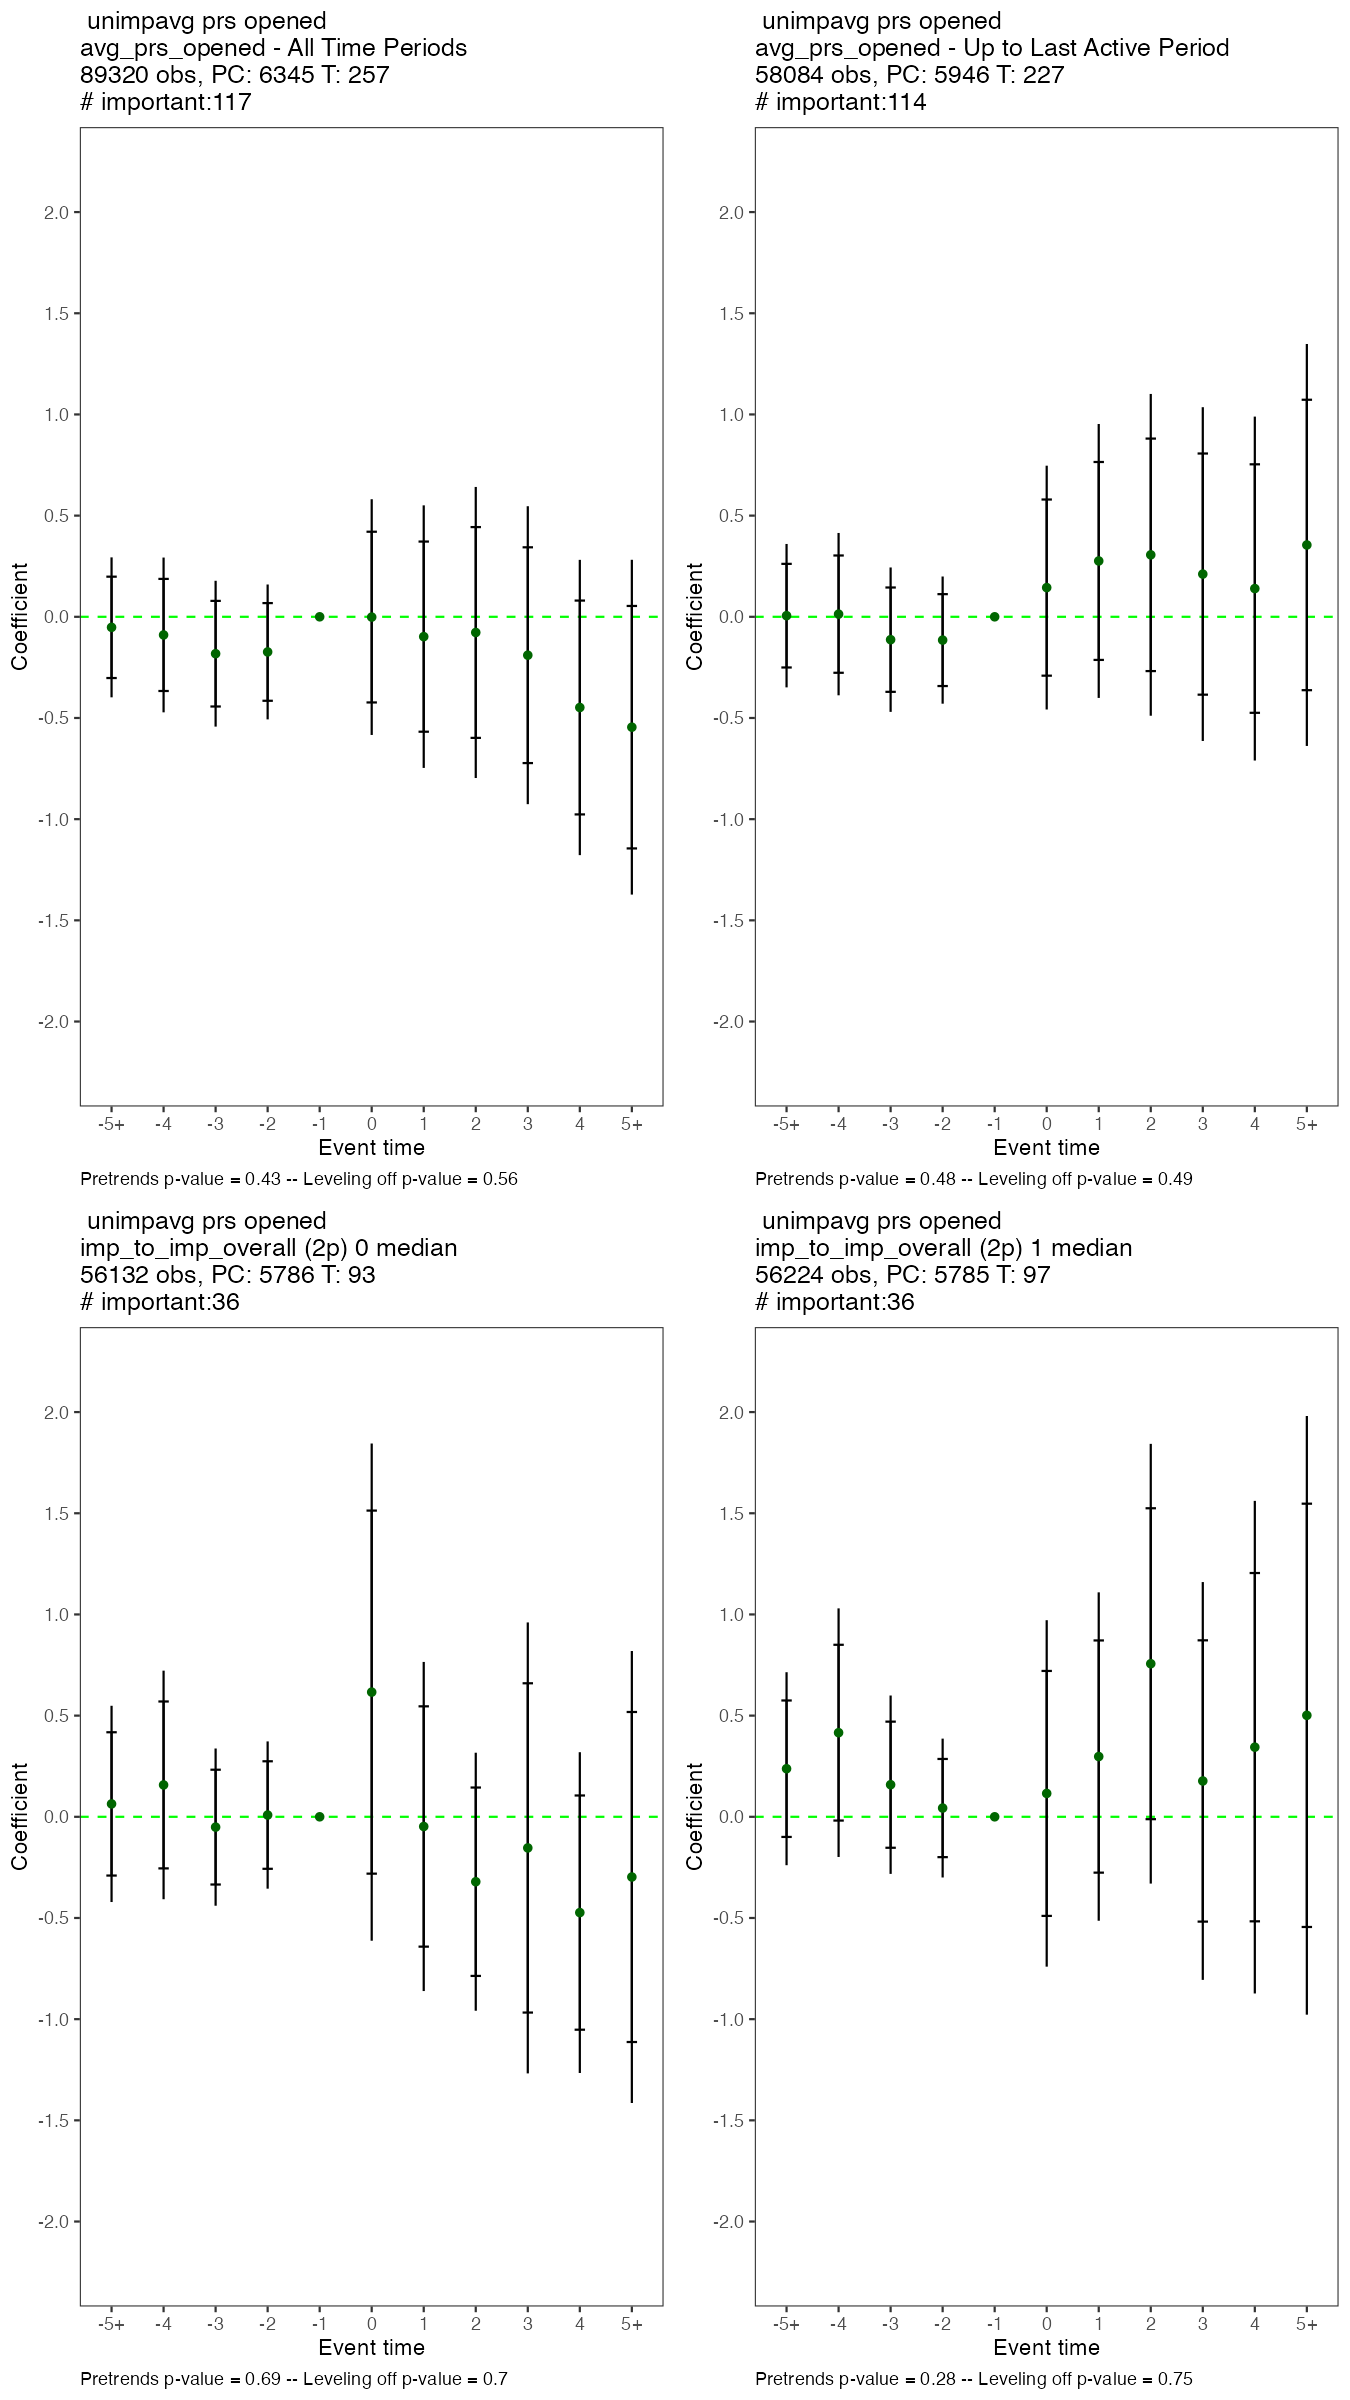 unimpavg prs opened
avg_prs_opened - All Time Periods
89320 obs, PC: 6345 T: 257
# important:117
2.0
1.5
1.0
0.5
0.0
-0.5
-1.0
-1.5
-2.0
Coefficient
-5+ -4 -3 -2 -1 0 1 2 3 4 5+
Event time
Pretrends p-value = 0.43 -- Leveling off p-value = 0.56
unimpavg prs opened
avg_prs_opened - Up to Last Active Period
58084 obs, PC: 5946 T: 227
# important:114
2.0
1.5
1.0
0.5
0.0
-0.5
-1.0
-1.5
-2.0
Coefficient
-5+ -4 -3 -2 -1 0 1 2 3 4 5+
Event time
Pretrends p-value = 0.48 -- Leveling off p-value = 0.49
unimpavg prs opened
imp_to_imp_overall (2p) 0 median
56132 obs, PC: 5786 T: 93
# important:36
2.0
1.5
1.0
0.5
0.0
-0.5
-1.0
-1.5
-2.0
Coefficient
-5+ -4 -3 -2 -1 0 1 2 3 4 5+
Event time
Pretrends p-value = 0.69 -- Leveling off p-value = 0.7
unimpavg prs opened
imp_to_imp_overall (2p) 1 median
56224 obs, PC: 5785 T: 97
# important:36
2.0
1.5
1.0
0.5
0.0
-0.5
-1.0
-1.5
-2.0
Coefficient
-5+ -4 -3 -2 -1 0 1 2 3 4 5+
Event time
Pretrends p-value = 0.28 -- Leveling off p-value = 0.75